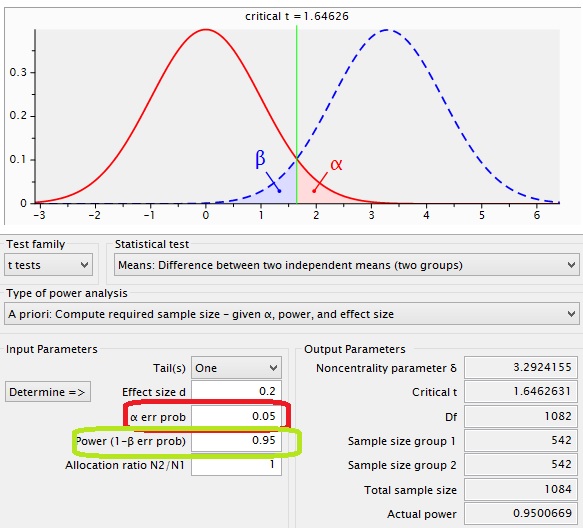 critical t = 1.64626
0.3
0.2
0.1
0
β
α
-3 -2 -1 0 1 2 3 4 5 6
Test family
Statistical test
t tests
Means: Difference between two independent means (two groups)
Type of power analysis
A priori: Compute required sample size - given α, power, and effect size
Input Parameters
Tail(s) One
Determine => Effect size d 0.2
α err prob 0.05
Power (1-β err prob) 0.95
Allocation ratio N2/N1 1
Output Parameters
Noncentrality parameter δ 3.2924155
Critical t 1.6462631
Df 1082
Sample size group 1 542
Sample size group 2 542
Total sample size 1084
Actual power 0.9500669